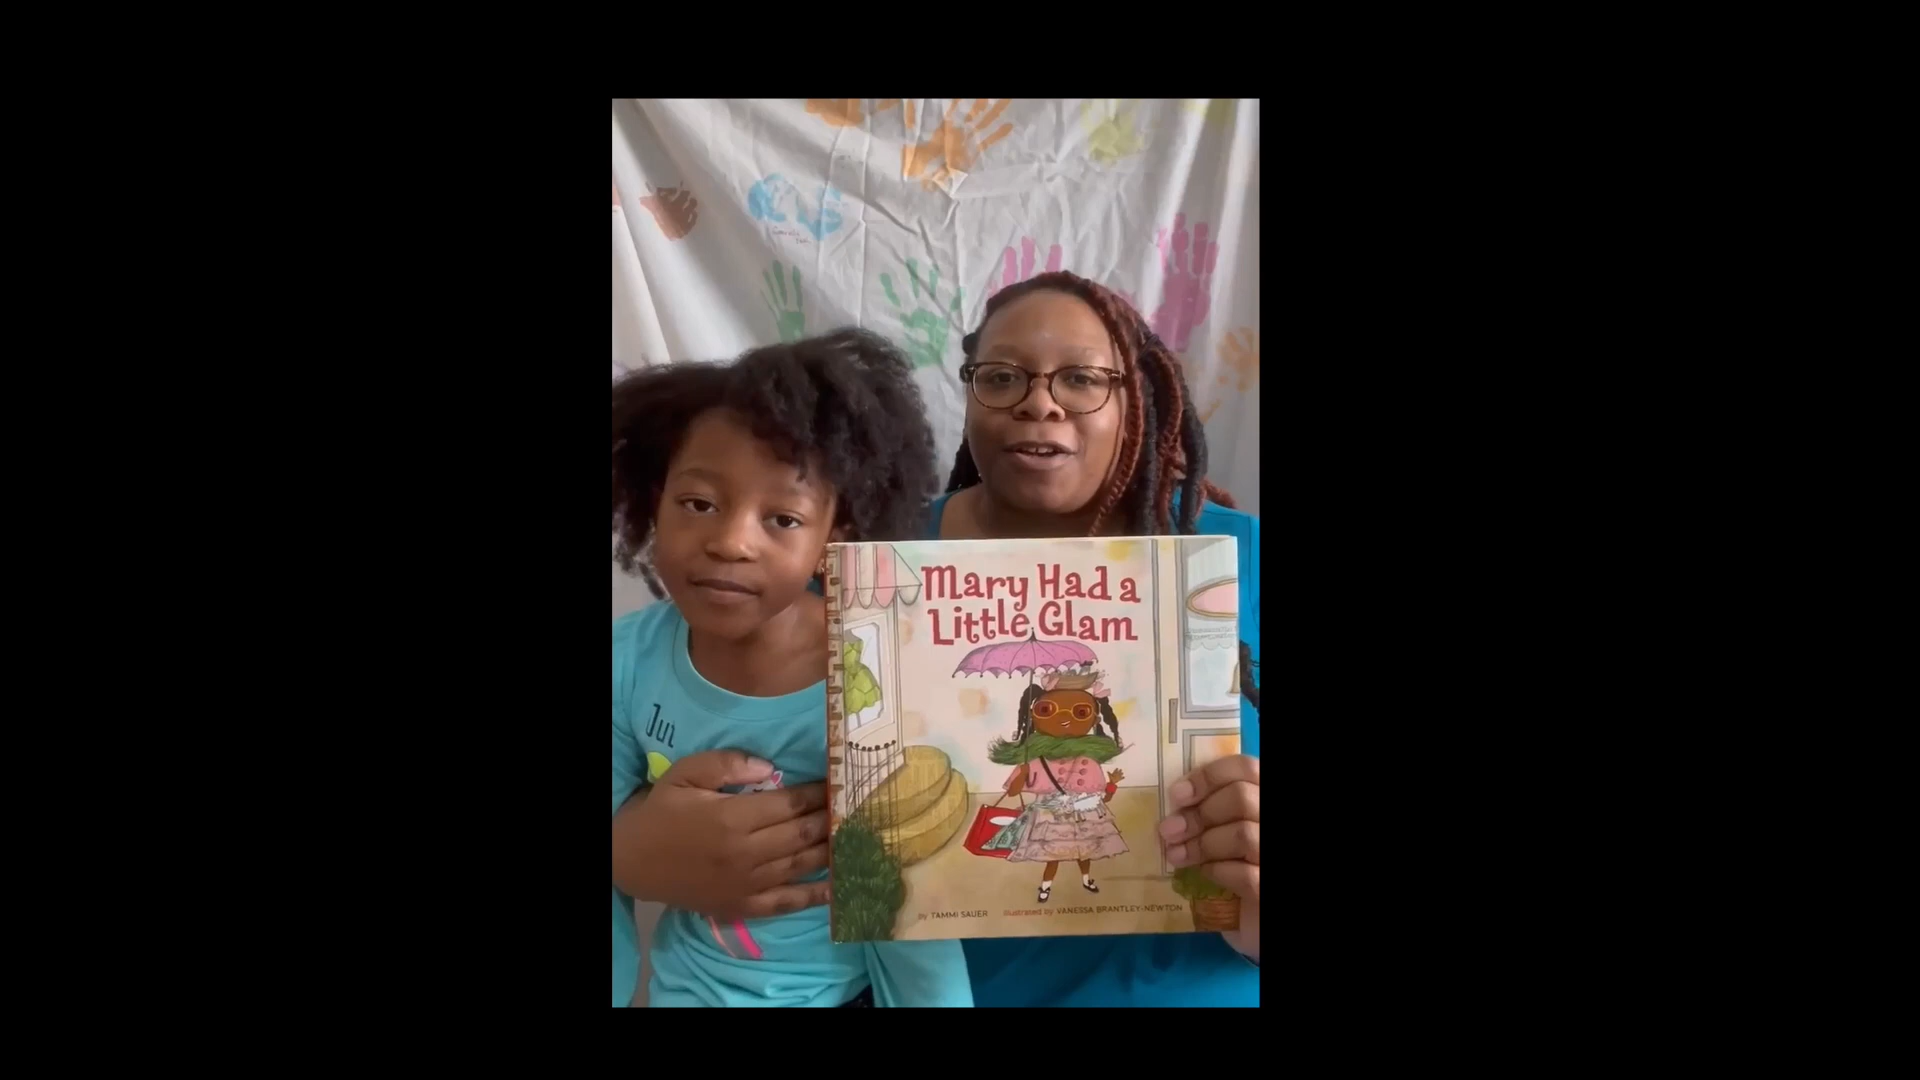 Mary Had a
Little Glam
by TAMMI SAUER illustrated by VANESSA BRANTLEY-NEWTON